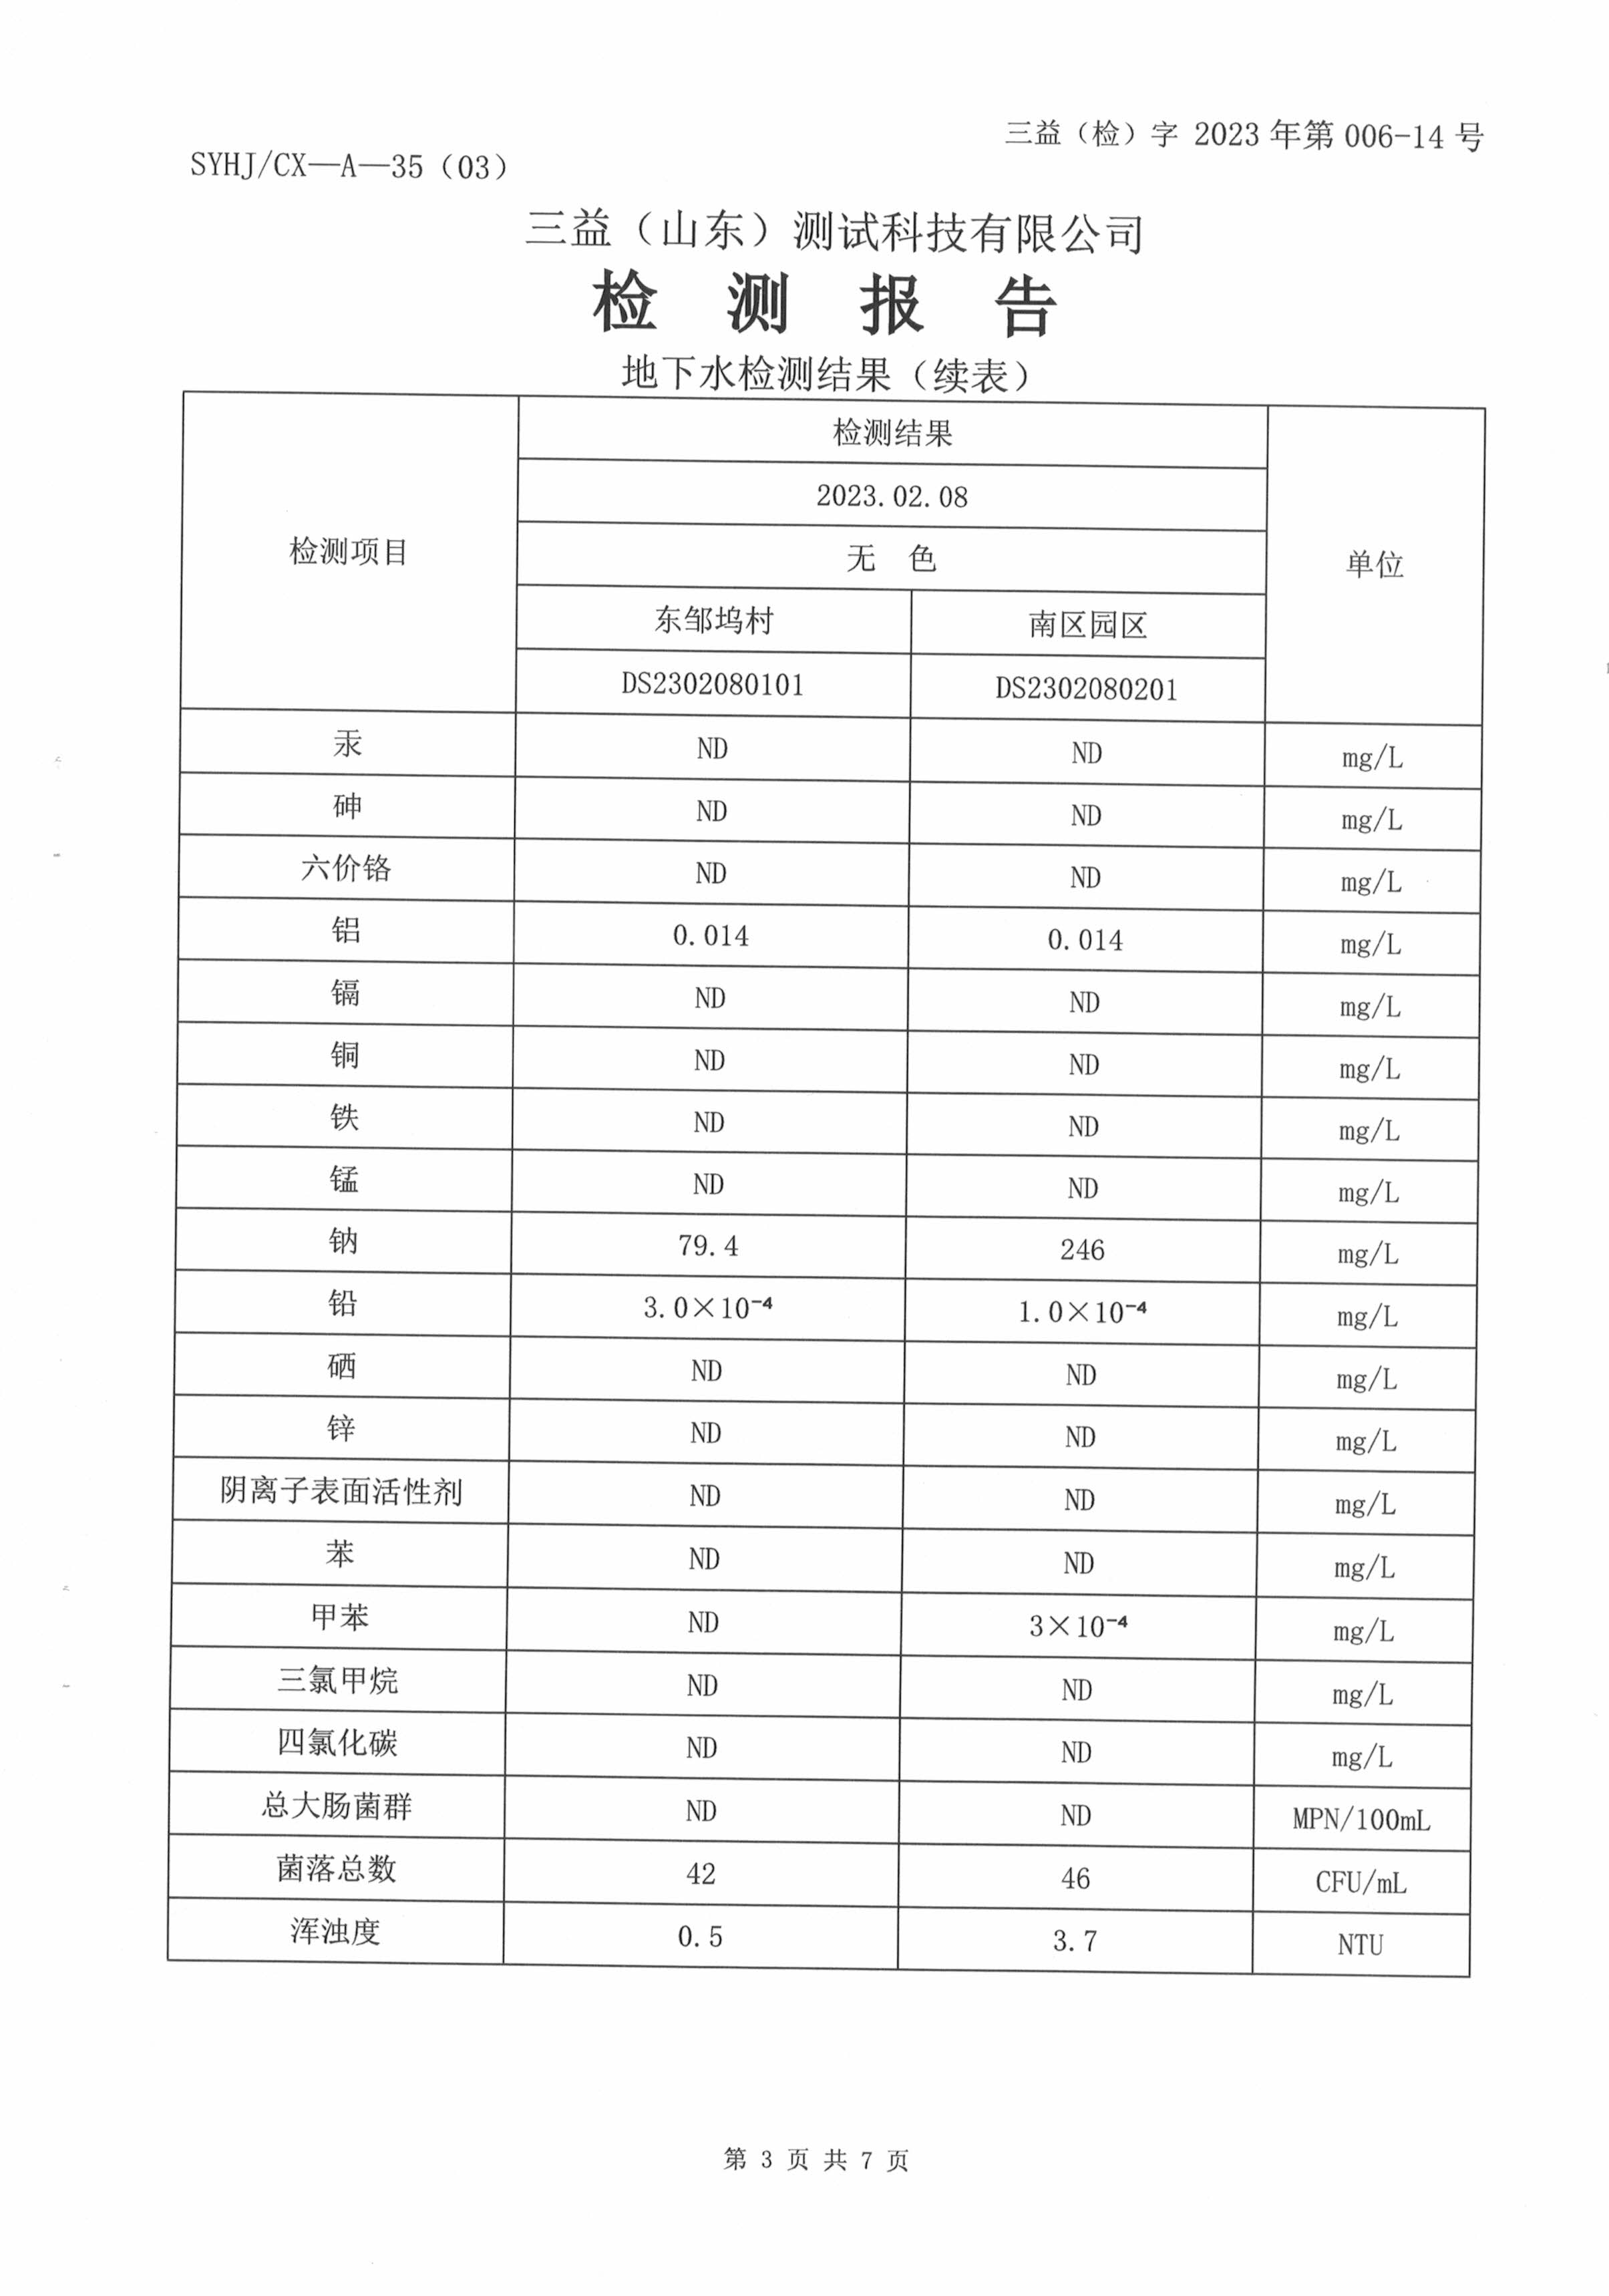 三益（检）字 2023 年第 006-14 号
SYHJ/CX—A—35（03）
三益（山东）测试科技有限公司
检 测 报 告
地下水检测结果（续表）
检测项目 检测结果 单位
2023.02.08
无 色
东邹坞村 南区园区
DS2302080101 DS2302080201
汞 ND ND mg/L
砷 ND ND mg/L
六价铬 ND ND mg/L
铝 0.014 0.014 mg/L
镉 ND ND mg/L
铜 ND ND mg/L
铁 ND ND mg/L
锰 ND ND mg/L
钠 79.4 246 mg/L
铅 3.0×10⁻⁴ 1.0×10⁻⁴ mg/L
硒 ND ND mg/L
锌 ND ND mg/L
阴离子表面活性剂 ND ND mg/L
苯 ND ND mg/L
甲苯 ND 3×10⁻⁴ mg/L
三氯甲烷 ND ND mg/L
四氯化碳 ND ND mg/L
总大肠菌群 ND ND MPN/100mL
菌落总数 42 46 CFU/mL
浑浊度 0.5 3.7 NTU
第 3 页 共 7 页